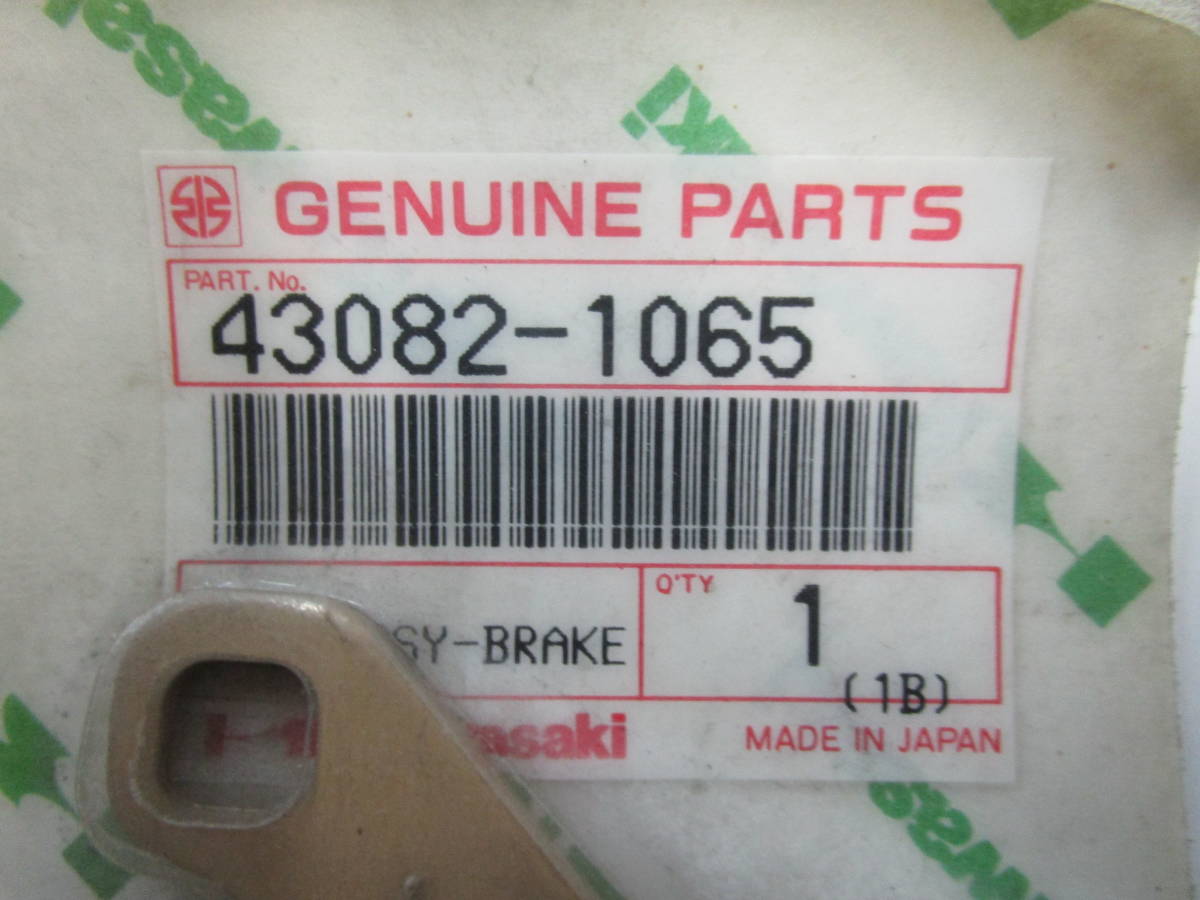 GENUINE PARTS
PART. No.
43082-1065
SY-BRAKE
Q'TY
1
(1B)
MADE IN JAPAN